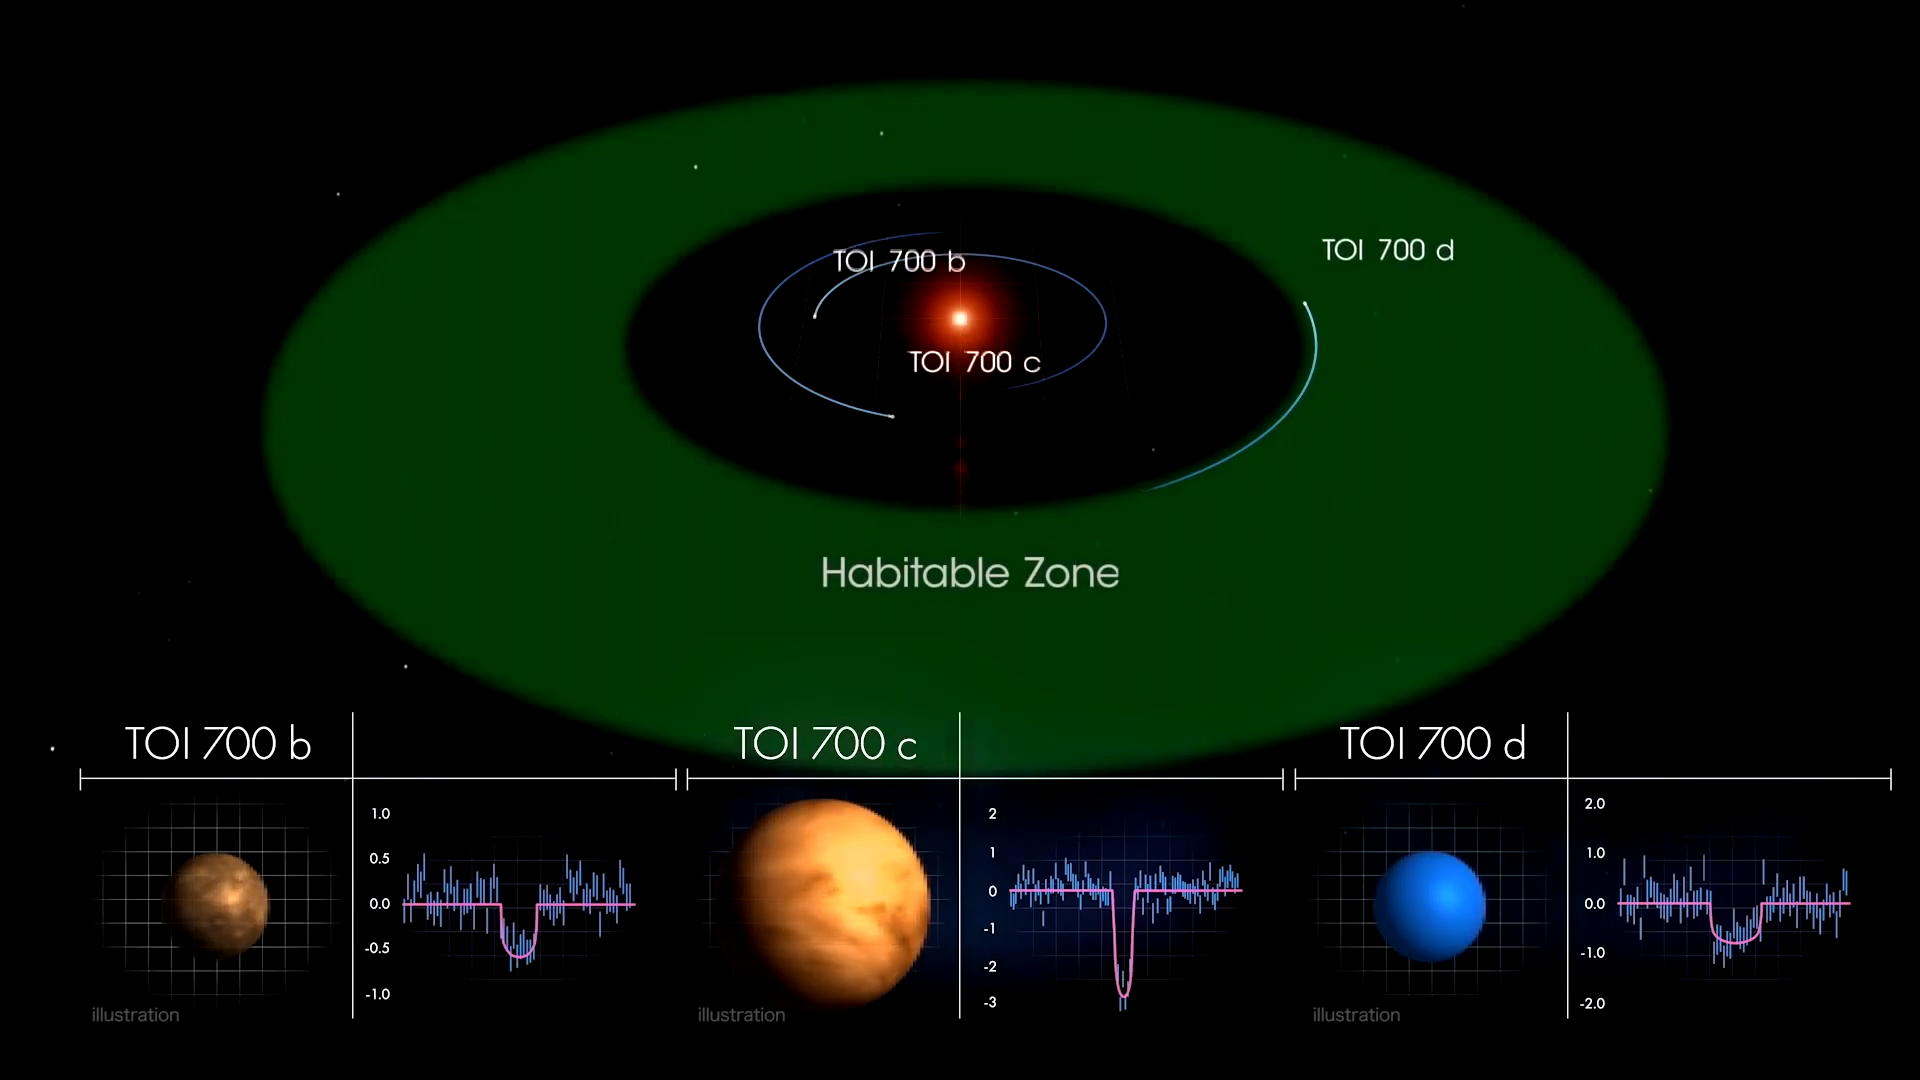 TOI 700 d
TOI 700 b
TOI 700 c
Habitable Zone
TOI 700 b
1.0
0.5
0.0
-0.5
-1.0
illustration
TOI 700 c
2
1
0
-1
-2
-3
illustration
TOI 700 d
2.0
1.0
0.0
-1.0
-2.0
illustration